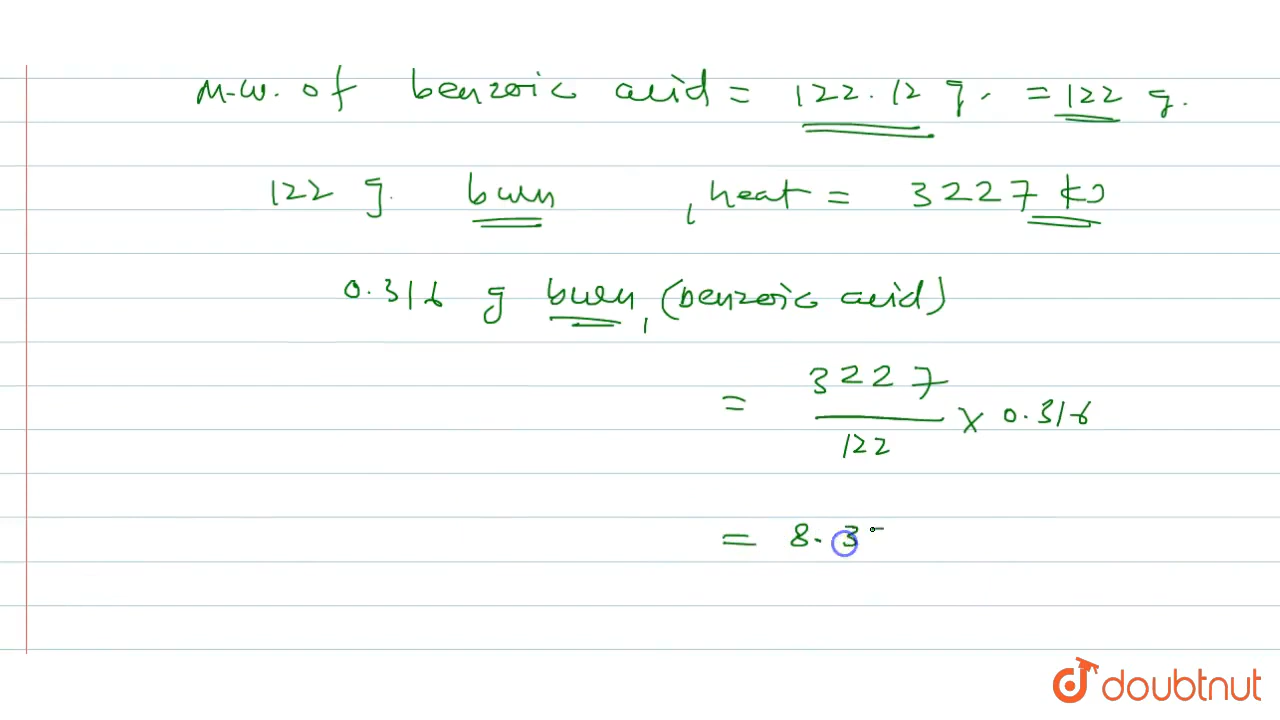 M.W. of benzoic acid = 122.12 g. = 122 g.
122 g. burn , heat = 3227 kJ
0.316 g burn, (benzoic acid)
= 3227
122 × 0.316
= 8.3
doubtnut